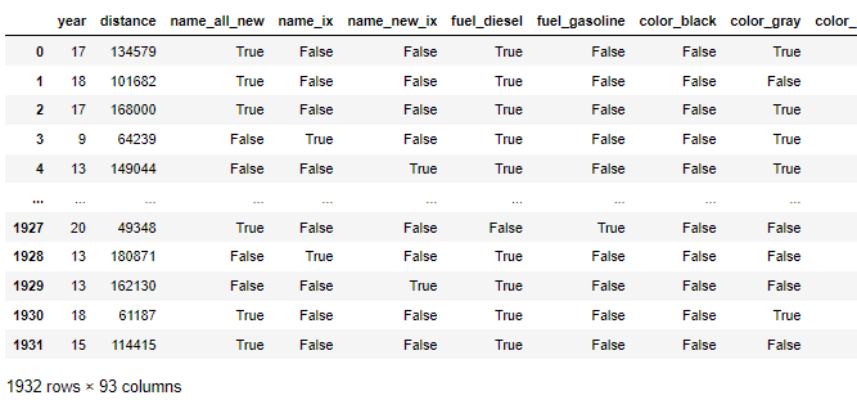 year distance name_all_new name_ix name_new_ix fuel_diesel fuel_gasoline color_black color_gray color_
0 17 134579 True False False True False False True
1 18 101682 True False False True False False False
2 17 168000 True False False True False False True
3 9 64239 False True False True False False True
4 13 149044 False False True True False False True
... ... ... ... ... ... ... ... ... ...
1927 20 49348 True False False False True False False
1928 13 180871 False True False True False False False
1929 13 162130 False False True True False False False
1930 18 61187 True False False True False False True
1931 15 114415 True False False True False False False
1932 rows × 93 columns